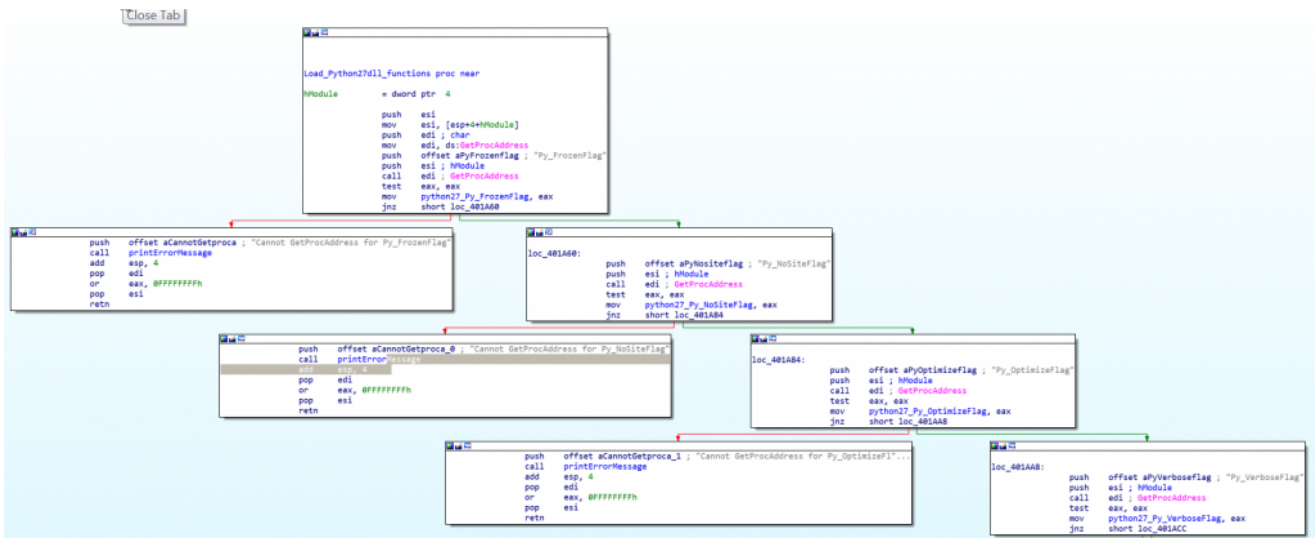 Close Tab
Load_Python27dll_functions proc near
hModule = dword ptr 4
push esi
mov esi, [esp+4+hModule]
push edi ; char
mov edi, ds:GetProcAddress
push offset aPyFrozenflag ; "Py_FrozenFlag"
push esi ; hModule
call edi ; GetProcAddress
test eax, eax
mov python27_Py_FrozenFlag, eax
jnz short loc_401A60
push offset aCannotGetproca ; "Cannot GetProcAddress for Py_FrozenFlag"
call printErrorMessage
add esp, 4
pop edi
or eax, 0FFFFFFFFh
pop esi
retn
loc_401A60:
push offset aPyNositeflag ; "Py_NoSiteFlag"
push esi ; hModule
call edi ; GetProcAddress
test eax, eax
mov python27_Py_NoSiteFlag, eax
jnz short loc_401A84
push offset aCannotGetproca_0 ; "Cannot GetProcAddress for Py_NoSiteFlag"
call printErrorMessage
add esp, 4
pop edi
or eax, 0FFFFFFFFh
pop esi
retn
loc_401A84:
push offset aPyOptimizeflag ; "Py_OptimizeFlag"
push esi ; hModule
call edi ; GetProcAddress
test eax, eax
mov python27_Py_OptimizeFlag, eax
jnz short loc_401AA8
push offset aCannotGetproca_1 ; "Cannot GetProcAddress for Py_OptimizeFl"...
call printErrorMessage
add esp, 4
pop edi
or eax, 0FFFFFFFFh
pop esi
retn
loc_401AA8:
push offset aPyVerboseflag ; "Py_VerboseFlag"
push esi ; hModule
call edi ; GetProcAddress
test eax, eax
mov python27_Py_VerboseFlag, eax
jnz short loc_401ACC